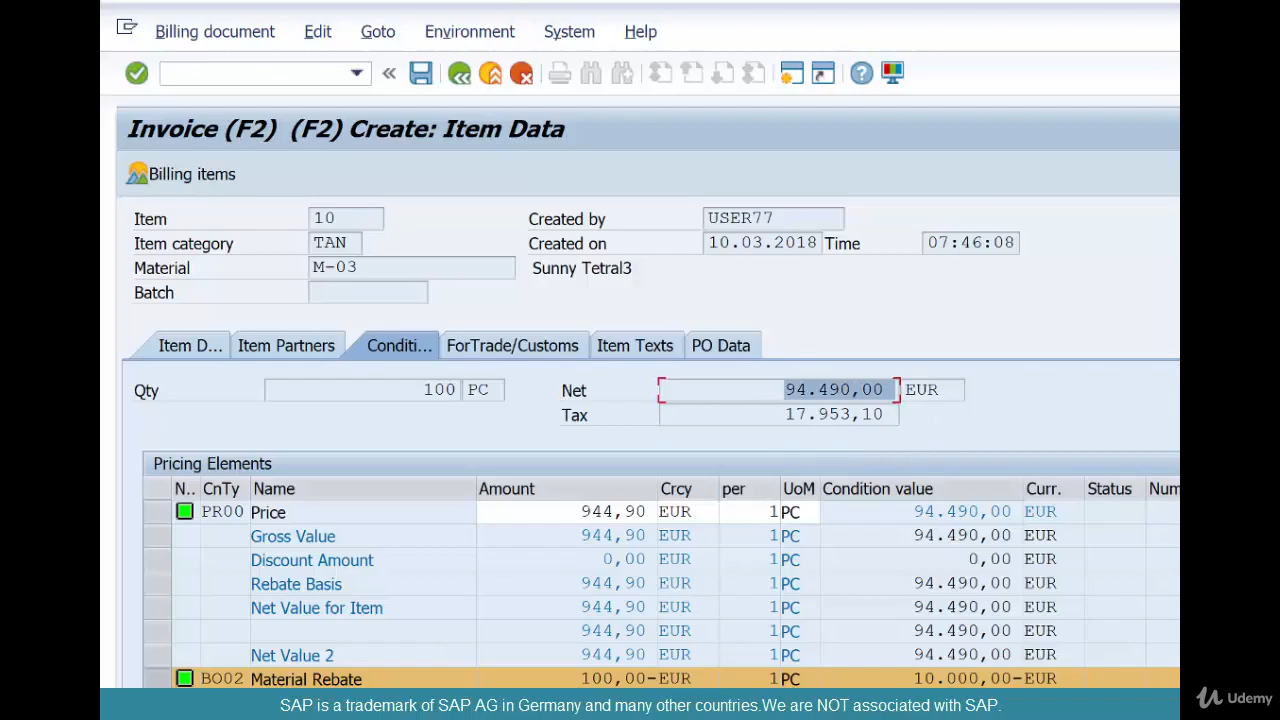 Billing document Edit Goto Environment System Help
Invoice (F2) (F2) Create: Item Data
Billing items
Item 10 Created by USER77
Item category TAN Created on 10.03.2018 Time 07:46:08
Material M-03 Sunny Tetral3
Batch
Item D... Item Partners Conditi... ForTrade/Customs Item Texts PO Data
Qty 100 PC Net 94.490,00 EUR
Tax 17.953,10
Pricing Elements
N.. CnTy Name Amount Crcy per UoM Condition value Curr. Status Num
PR00 Price 944,90 EUR 1 PC 94.490,00 EUR
Gross Value 944,90 EUR 1 PC 94.490,00 EUR
Discount Amount 0,00 EUR 1 PC 0,00 EUR
Rebate Basis 944,90 EUR 1 PC 94.490,00 EUR
Net Value for Item 944,90 EUR 1 PC 94.490,00 EUR
944,90 EUR 1 PC 94.490,00 EUR
Net Value 2 944,90 EUR 1 PC 94.490,00 EUR
BO02 Material Rebate 100,00- EUR 1 PC 10.000,00- EUR
SAP is a trademark of SAP AG in Germany and many other countries.We are NOT associated with SAP.
Udemy